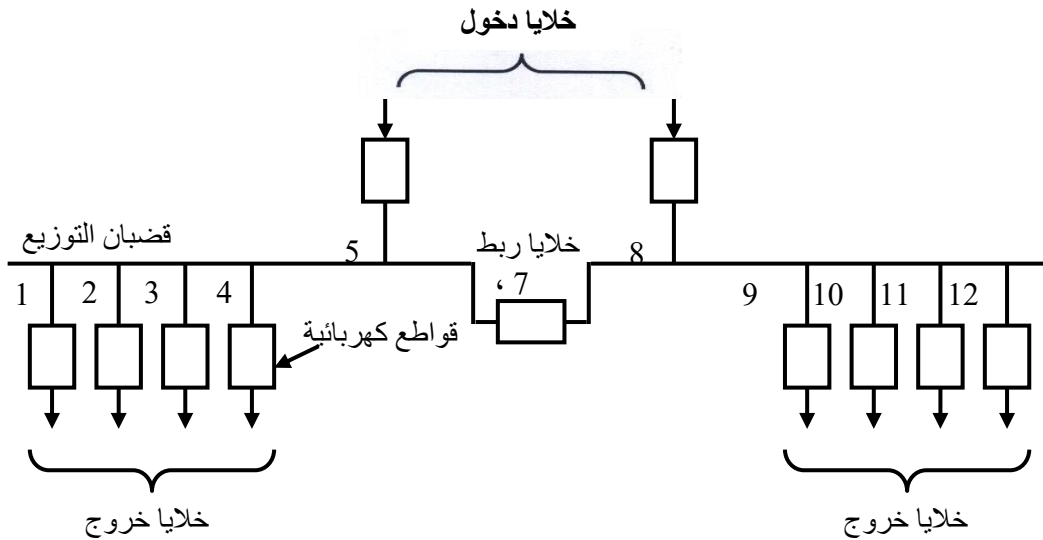 خلايا دخول
قضبان التوزيع
5
خلايا ربط
8
7 ،
1
2
3
4
9
10
11
12
قواطع كهربائية
خلايا خروج
خلايا خروج